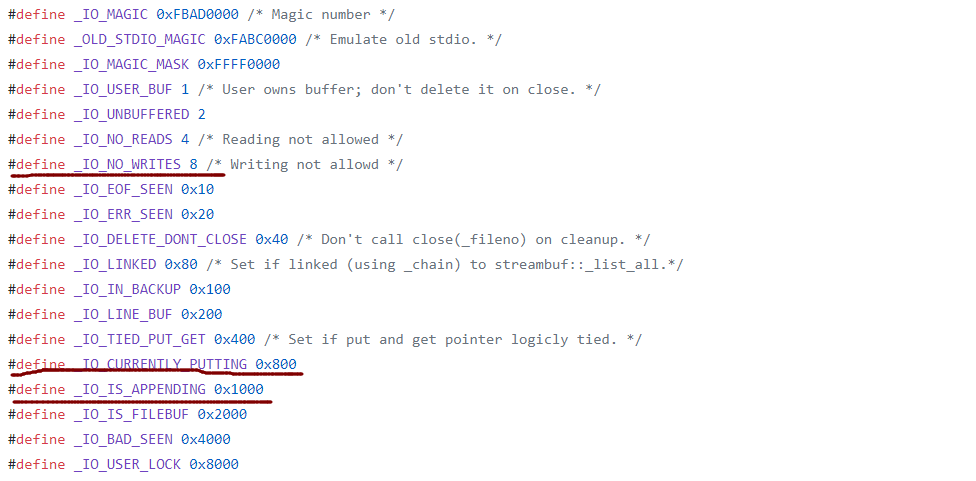 #define _IO_MAGIC 0xFBAD0000 /* Magic number */
#define _OLD_STDIO_MAGIC 0xFABC0000 /* Emulate old stdio. */
#define _IO_MAGIC_MASK 0xFFFF0000
#define _IO_USER_BUF 1 /* User owns buffer; don't delete it on close. */
#define _IO_UNBUFFERED 2
#define _IO_NO_READS 4 /* Reading not allowed */
#define _IO_NO_WRITES 8 /* Writing not allowd */
#define _IO_EOF_SEEN 0x10
#define _IO_ERR_SEEN 0x20
#define _IO_DELETE_DONT_CLOSE 0x40 /* Don't call close(_fileno) on cleanup. */
#define _IO_LINKED 0x80 /* Set if linked (using _chain) to streambuf::_list_all.*/
#define _IO_IN_BACKUP 0x100
#define _IO_LINE_BUF 0x200
#define _IO_TIED_PUT_GET 0x400 /* Set if put and get pointer logicly tied. */
#define _IO_CURRENTLY_PUTTING 0x800
#define _IO_IS_APPENDING 0x1000
#define _IO_IS_FILEBUF 0x2000
#define _IO_BAD_SEEN 0x4000
#define _IO_USER_LOCK 0x8000